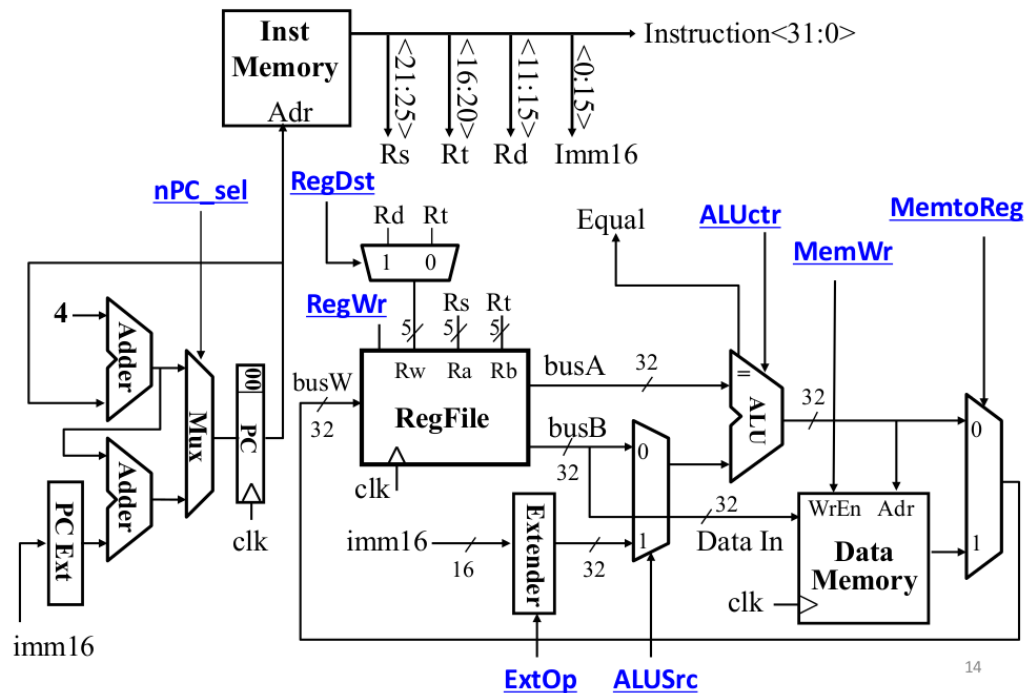 Inst
Memory
Adr
Instruction<31:0>
<21:25>
<16:20>
<11:15>
<0:15>
Rs
Rt
Rd
Imm16
nPC_sel
RegDst
Rd Rt
1 0
Equal
ALUctr
MemtoReg
MemWr
4
Adder
Adder
Mux
00
PC
clk
PC Ext
imm16
RegWr
5
Rs
5
Rt
5
Rw Ra Rb
RegFile
busW
32
clk
busA
32
busB
32
0
1
imm16
16
Extender
32
=
ALU
32
32
Data In
WrEn Adr
Data
Memory
clk
0
1
ExtOp
ALUSrc
14